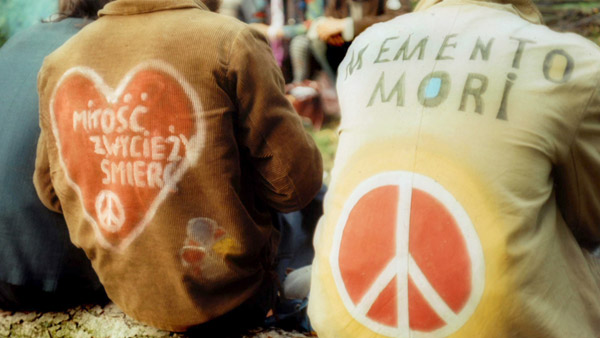 MIŁOŚĆ
ZWYCIĘŻY
ŚMIERĆ
MEMENTO
MORI